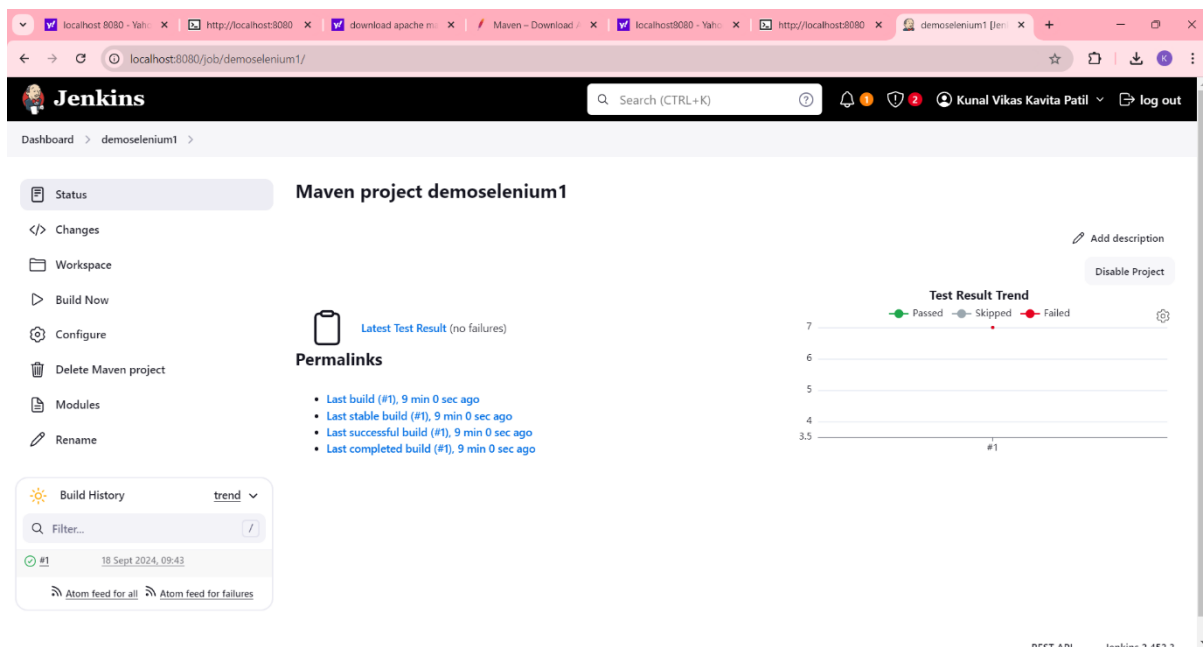 localhost 8080 - Yaho
http://localhost:8080
download apache ma
Maven – Download A
localhost8080 - Yaho
http://localhost:8080
demoselenium1 [Jen
localhost:8080/job/demoselenium1/
K
Jenkins
Search (CTRL+K)
1
2
Kunal Vikas Kavita Patil
log out
Dashboard > demoselenium1 >
Status
Changes
Workspace
Build Now
Configure
Delete Maven project
Modules
Rename
Build History
trend
Filter...
/
#1
18 Sept 2024, 09:43
Atom feed for all
Atom feed for failures
Maven project demoselenium1
Add description
Disable Project
Latest Test Result (no failures)
Permalinks
Last build (#1), 9 min 0 sec ago
Last stable build (#1), 9 min 0 sec ago
Last successful build (#1), 9 min 0 sec ago
Last completed build (#1), 9 min 0 sec ago
Test Result Trend
Passed Skipped Failed
7
6
5
4
3.5
#1
REST API